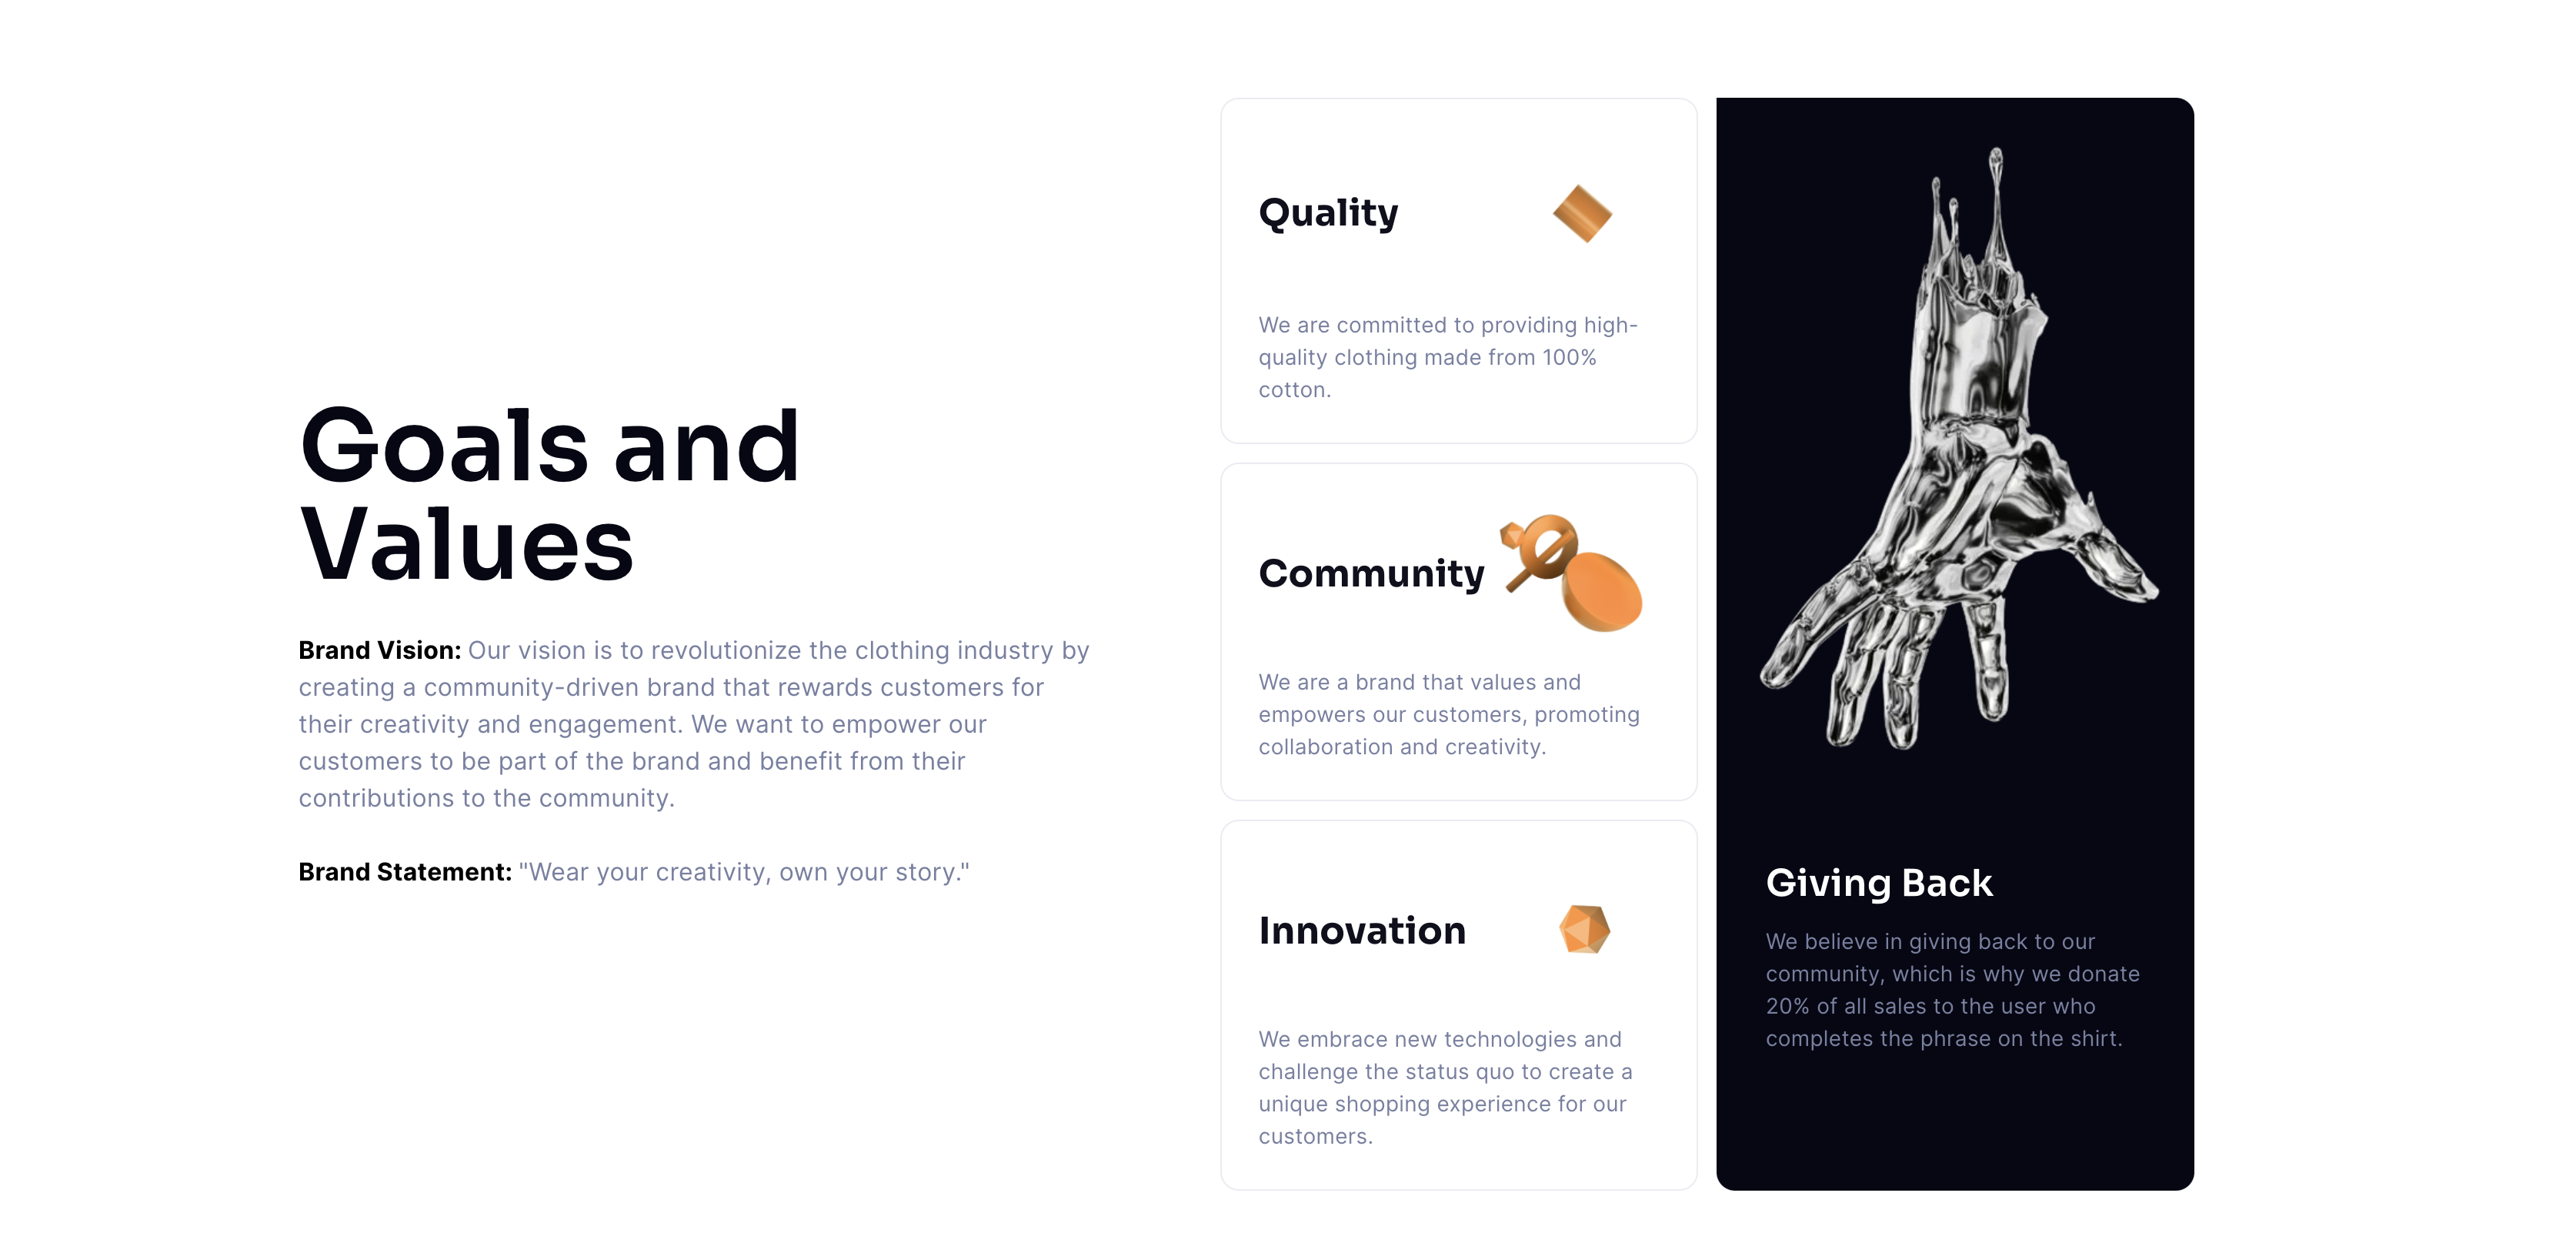 Goals and
Values
Brand Vision: Our vision is to revolutionize the clothing industry by
creating a community-driven brand that rewards customers for
their creativity and engagement. We want to empower our
customers to be part of the brand and benefit from their
contributions to the community.
Brand Statement: "Wear your creativity, own your story."
Quality
We are committed to providing high-
quality clothing made from 100%
cotton.
Community
We are a brand that values and
empowers our customers, promoting
collaboration and creativity.
Innovation
We embrace new technologies and
challenge the status quo to create a
unique shopping experience for our
customers.
Giving Back
We believe in giving back to our
community, which is why we donate
20% of all sales to the user who
completes the phrase on the shirt.